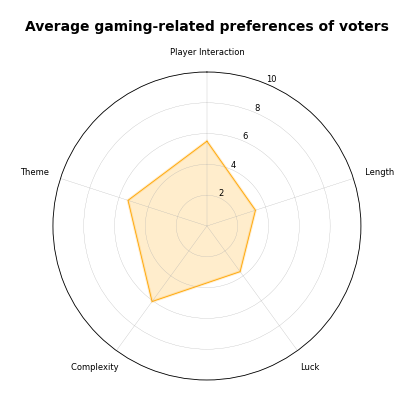 Average gaming-related preferences of voters
Player Interaction
10
8
6
4
2
Theme
Length
Complexity
Luck